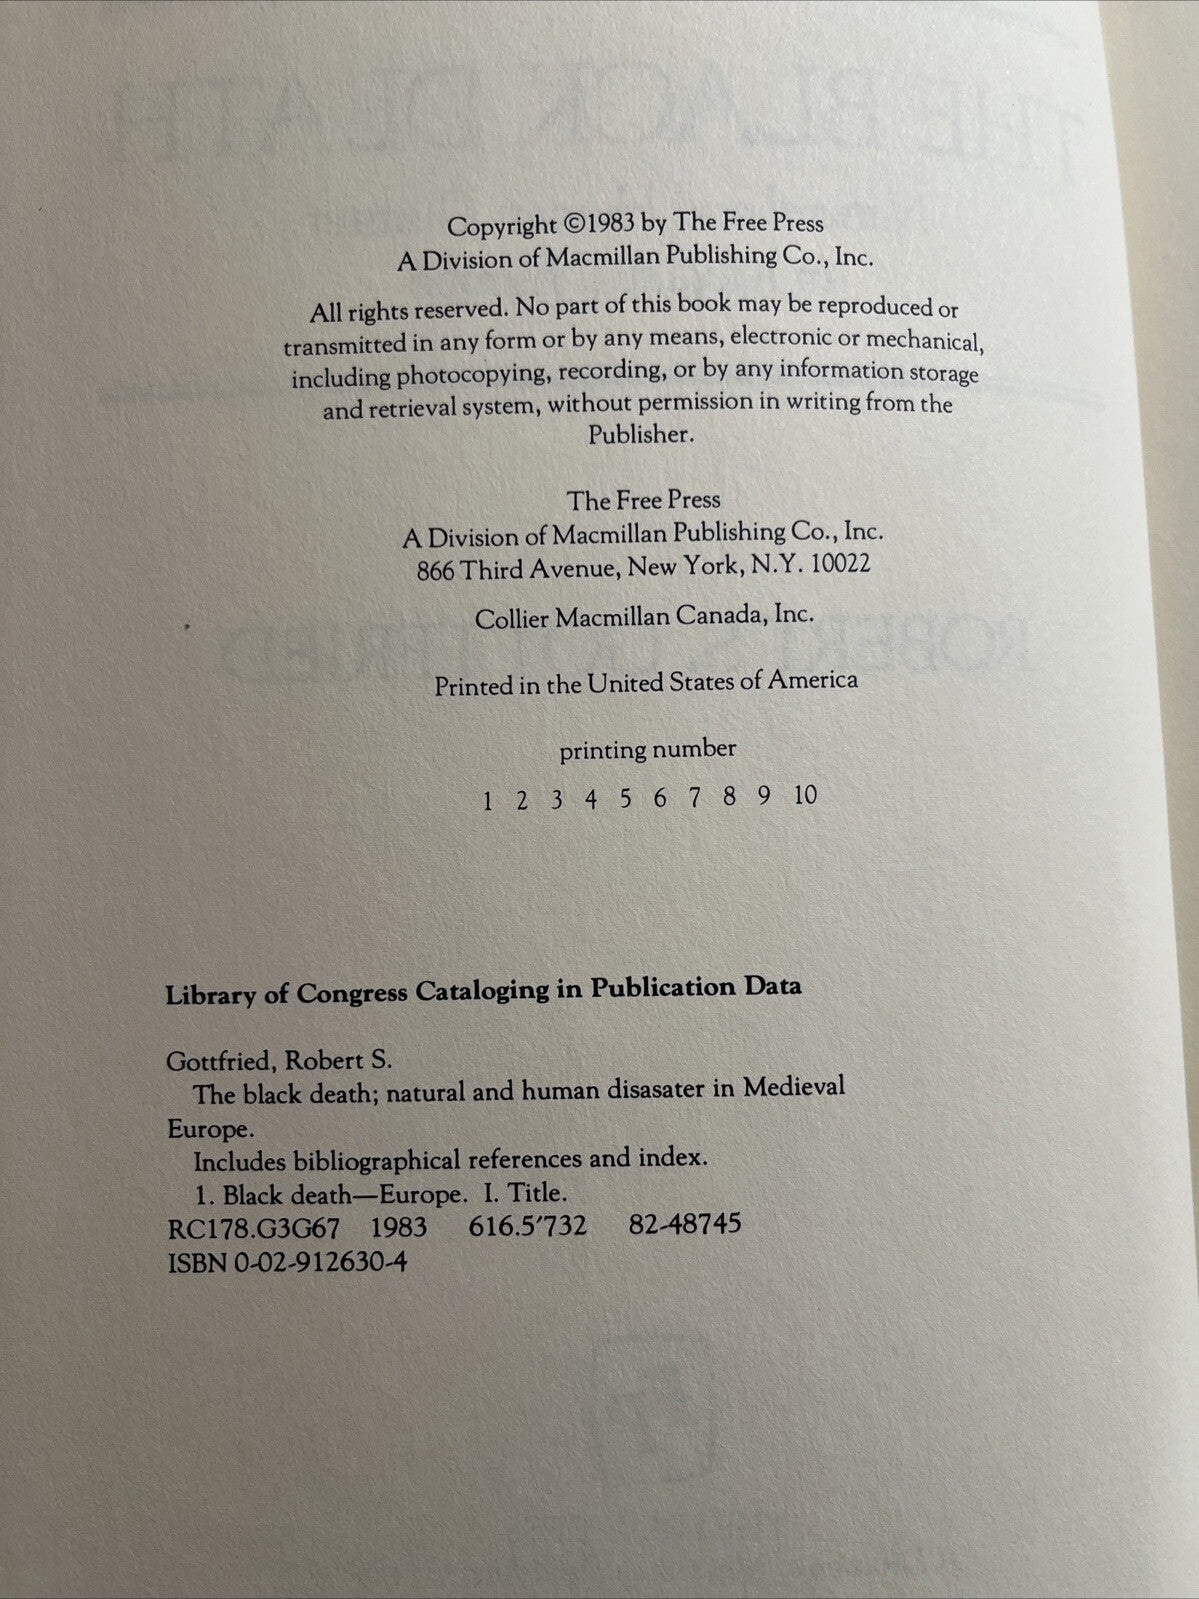 Copyright ©1983 by The Free Press
A Division of Macmillan Publishing Co., Inc.
All rights reserved. No part of this book may be reproduced or
transmitted in any form or by any means, electronic or mechanical,
including photocopying, recording, or by any information storage
and retrieval system, without permission in writing from the
Publisher.
The Free Press
A Division of Macmillan Publishing Co., Inc.
866 Third Avenue, New York, N.Y. 10022
Collier Macmillan Canada, Inc.
Printed in the United States of America
printing number
1 2 3 4 5 6 7 8 9 10
Library of Congress Cataloging in Publication Data
Gottfried, Robert S.
The black death; natural and human disasater in Medieval
Europe.
Includes bibliographical references and index.
1. Black death—Europe. I. Title.
RC178.G3G67 1983 616.5′732 82-48745
ISBN 0-02-912630-4